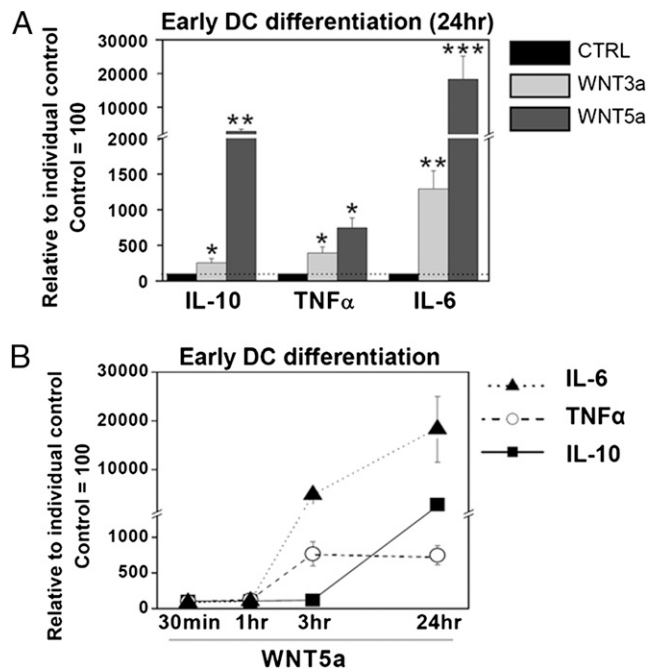 A
Early DC differentiation (24hr)
Relative to individual control
Control = 100
30000
20000
10000
2000
1500
1000
500
0
*
**
*
*
**
***
IL-10
TNFα
IL-6
CTRL
WNT3a
WNT5a
B
Early DC differentiation
Relative to individual control
Control = 100
30000
20000
10000
1000
500
0
30min
1hr
3hr
24hr
WNT5a
IL-6
TNFα
IL-10